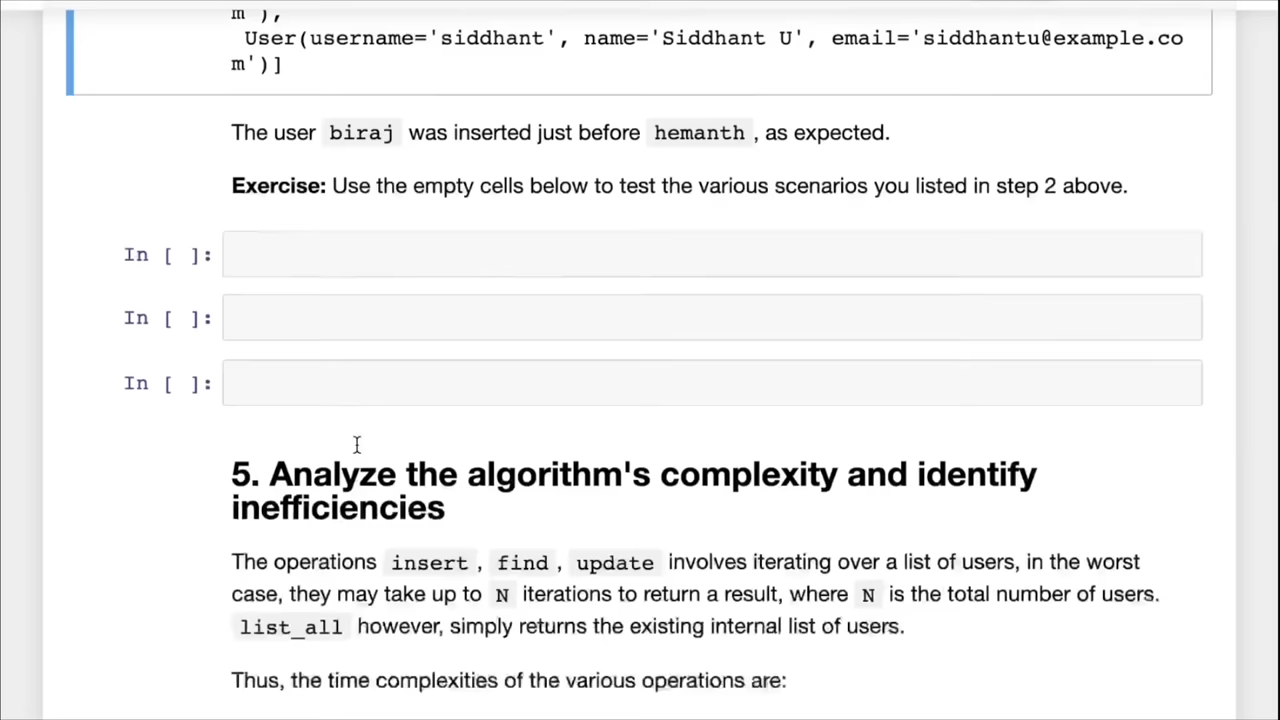 m'),
User(username='siddhant', name='Siddhant U', email='siddhantu@example.co
m')]
The user biraj was inserted just before hemanth , as expected.
Exercise: Use the empty cells below to test the various scenarios you listed in step 2 above.
In [ ]:
In [ ]:
In [ ]:
5. Analyze the algorithm's complexity and identify
inefficiencies
The operations insert , find , update involves iterating over a list of users, in the worst
case, they may take up to N iterations to return a result, where N is the total number of users.
list_all however, simply returns the existing internal list of users.
Thus, the time complexities of the various operations are: